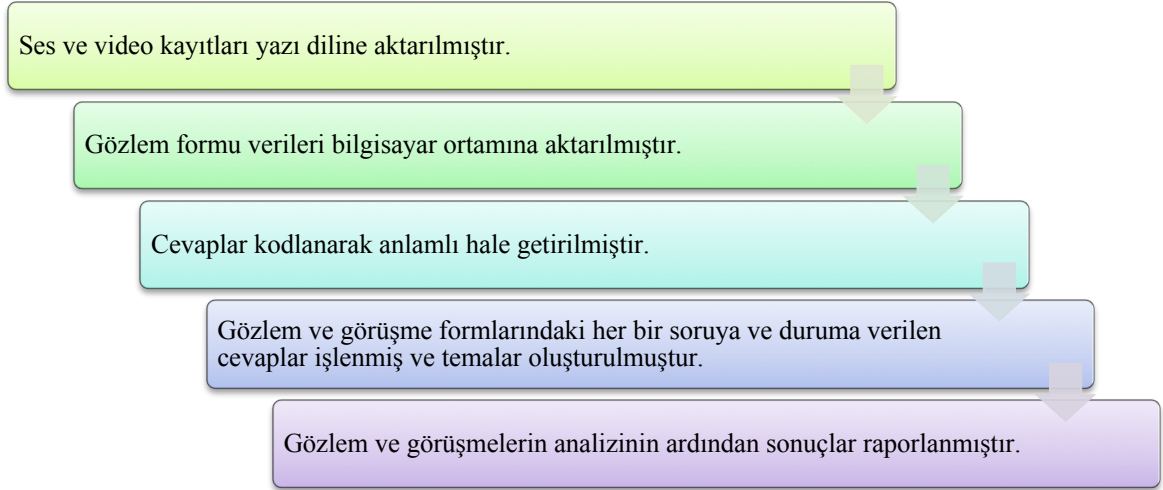 Ses ve video kayıtları yazı diline aktarılmıştır.
Gözlem formu verileri bilgisayar ortamına aktarılmıştır.
Cevaplar kodlanarak anlamlı hale getirilmiştir.
Gözlem ve görüşme formlarındaki her bir soruya ve duruma verilen
cevaplar işlenmiş ve temalar oluşturulmuştur.
Gözlem ve görüşmelerin analizinin ardından sonuçlar raporlanmıştır.